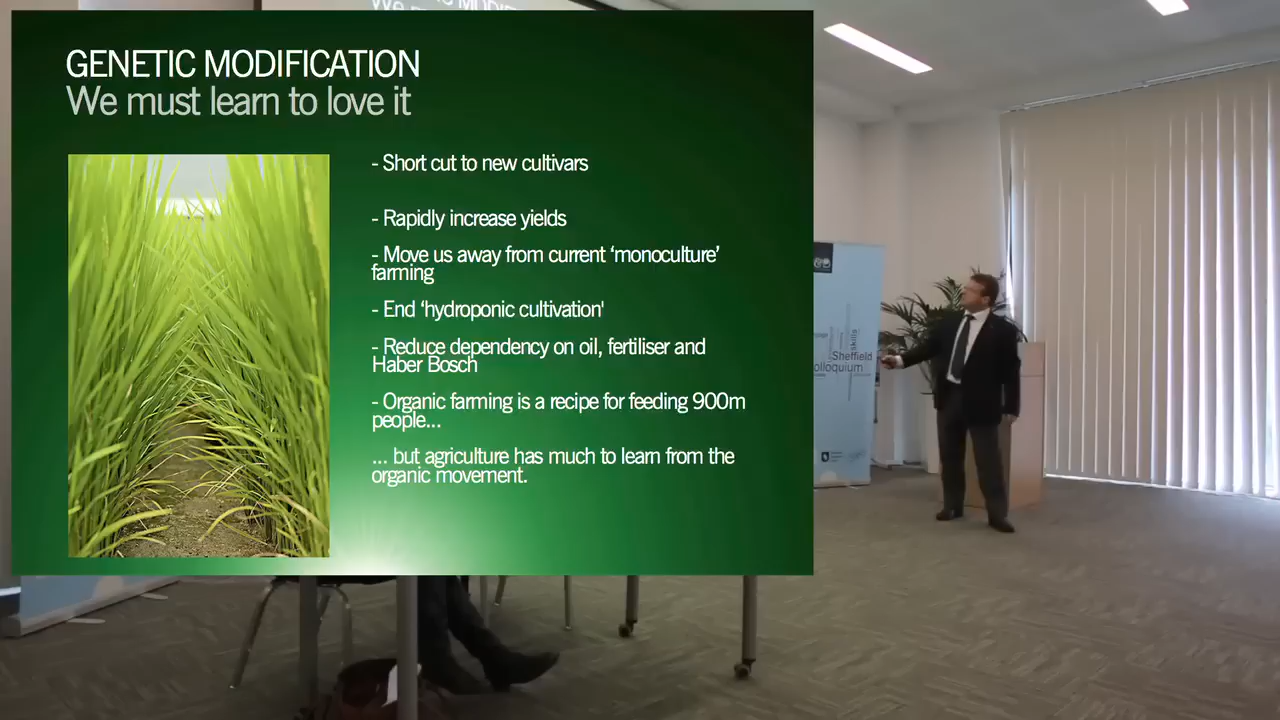 We m
GENETIC MODIFICATION
We must learn to love it
- Short cut to new cultivars
- Rapidly increase yields
- Move us away from current ‘monoculture’
farming
- End ‘hydroponic cultivation'
- Reduce dependency on oil, fertiliser and
Haber Bosch
- Organic farming is a recipe for feeding 900m
people...
... but agriculture has much to learn from the
organic movement.
skills
Sheffield
olloquium